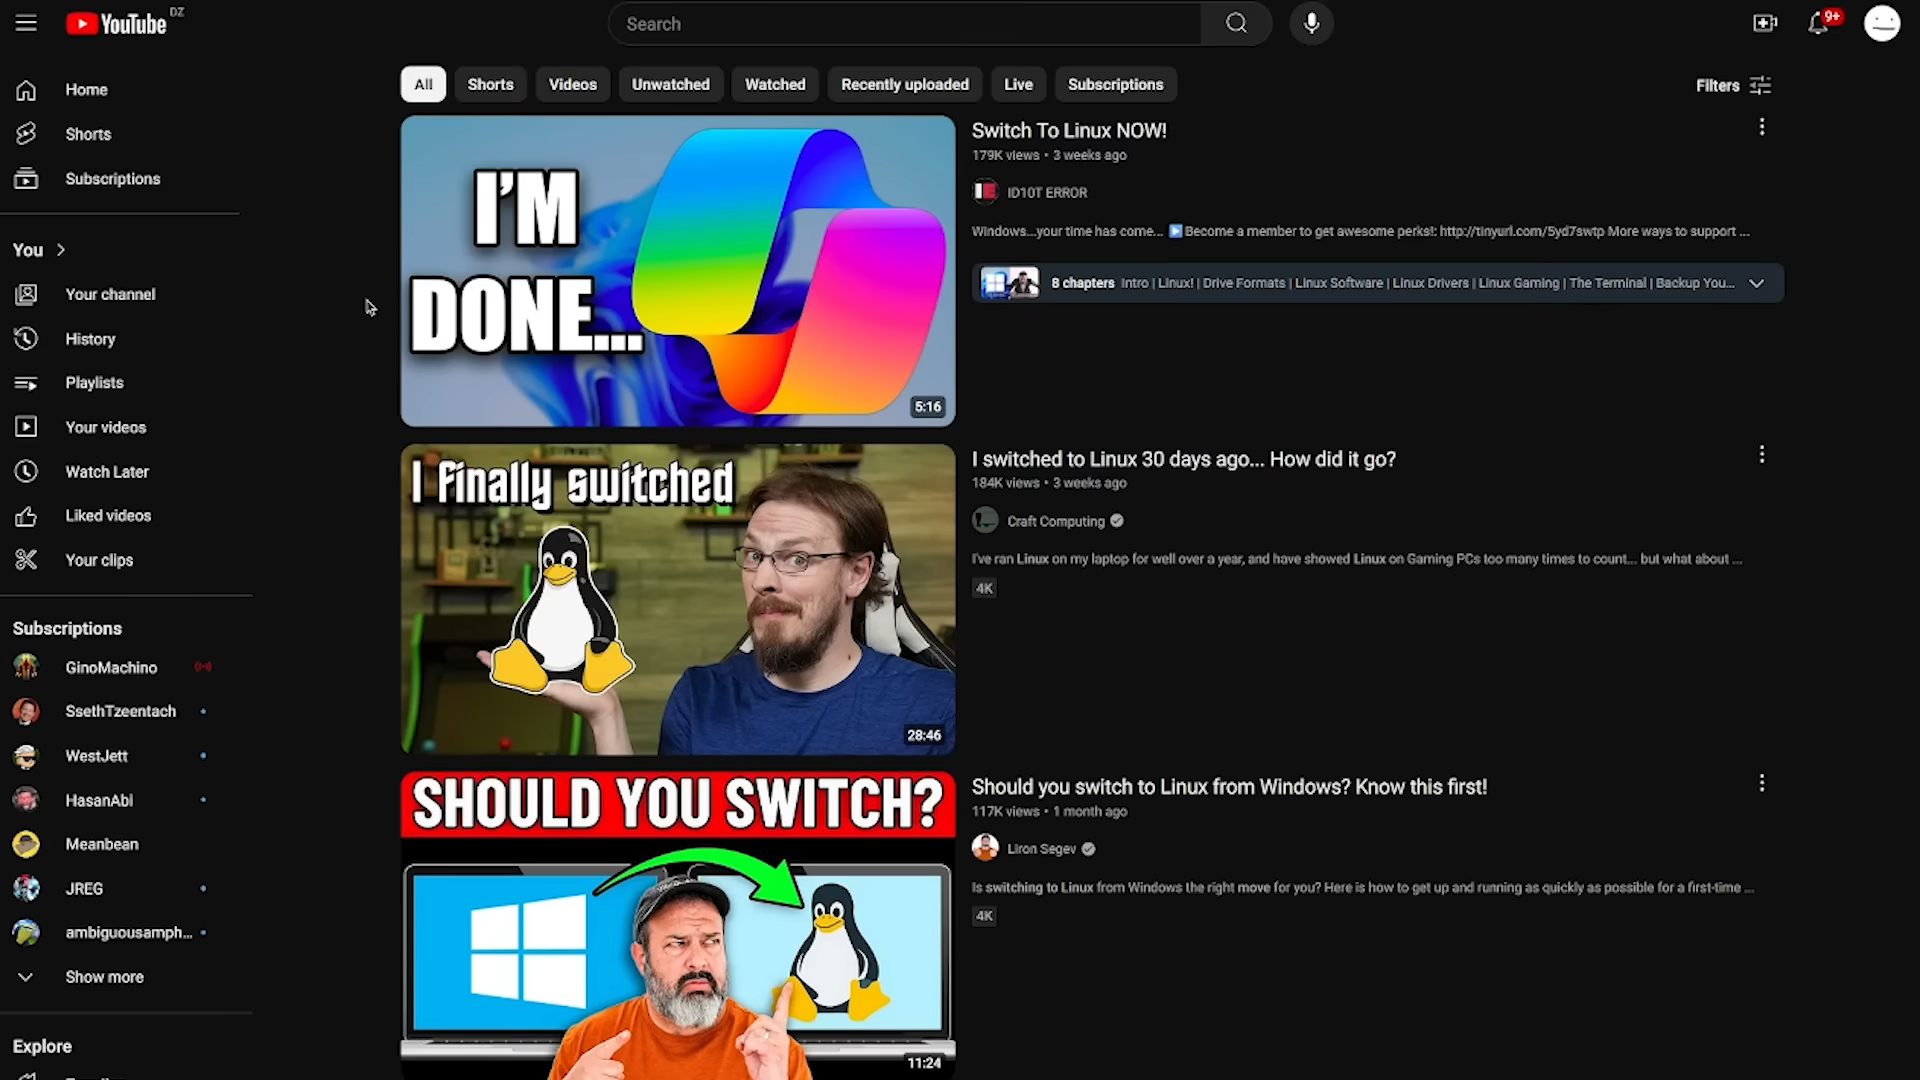 YouTube DZ
Search
9+
Home
Shorts
Subscriptions
You
Your channel
History
Playlists
Your videos
Watch Later
Liked videos
Your clips
Subscriptions
GinoMachino
SsethTzeentach
WestJett
HasanAbi
Meanbean
JREG
ambiguousamph...
Show more
Explore
All Shorts Videos Unwatched Watched Recently uploaded Live Subscriptions
Filters
I'M
DONE...
5:16
Switch To Linux NOW!
179K views • 3 weeks ago
ID10T ERROR
Windows...your time has come... ▶️Become a member to get awesome perks!: http://tinyurl.com/5yd7swtp More ways to support ...
8 chapters Intro | Linux! | Drive Formats | Linux Software | Linux Drivers | Linux Gaming | The Terminal | Backup You...
I finally switched
28:46
I switched to Linux 30 days ago... How did it go?
184K views • 3 weeks ago
Craft Computing
I've ran Linux on my laptop for well over a year, and have showed Linux on Gaming PCs too many times to count... but what about ...
4K
SHOULD YOU SWITCH?
11:24
Should you switch to Linux from Windows? Know this first!
117K views • 1 month ago
Liron Segev
Is switching to Linux from Windows the right move for you? Here is how to get up and running as quickly as possible for a first-time ...
4K